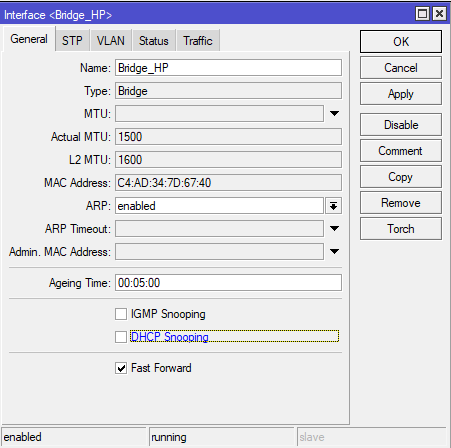 Interface <Bridge_HP>
General STP VLAN Status Traffic
Name: Bridge_HP
Type: Bridge
MTU:
Actual MTU: 1500
L2 MTU: 1600
MAC Address: C4:AD:34:7D:67:40
ARP: enabled
ARP Timeout:
Admin. MAC Address:
Ageing Time: 00:05:00
IGMP Snooping
DHCP Snooping
Fast Forward
OK
Cancel
Apply
Disable
Comment
Copy
Remove
Torch
enabled running slave